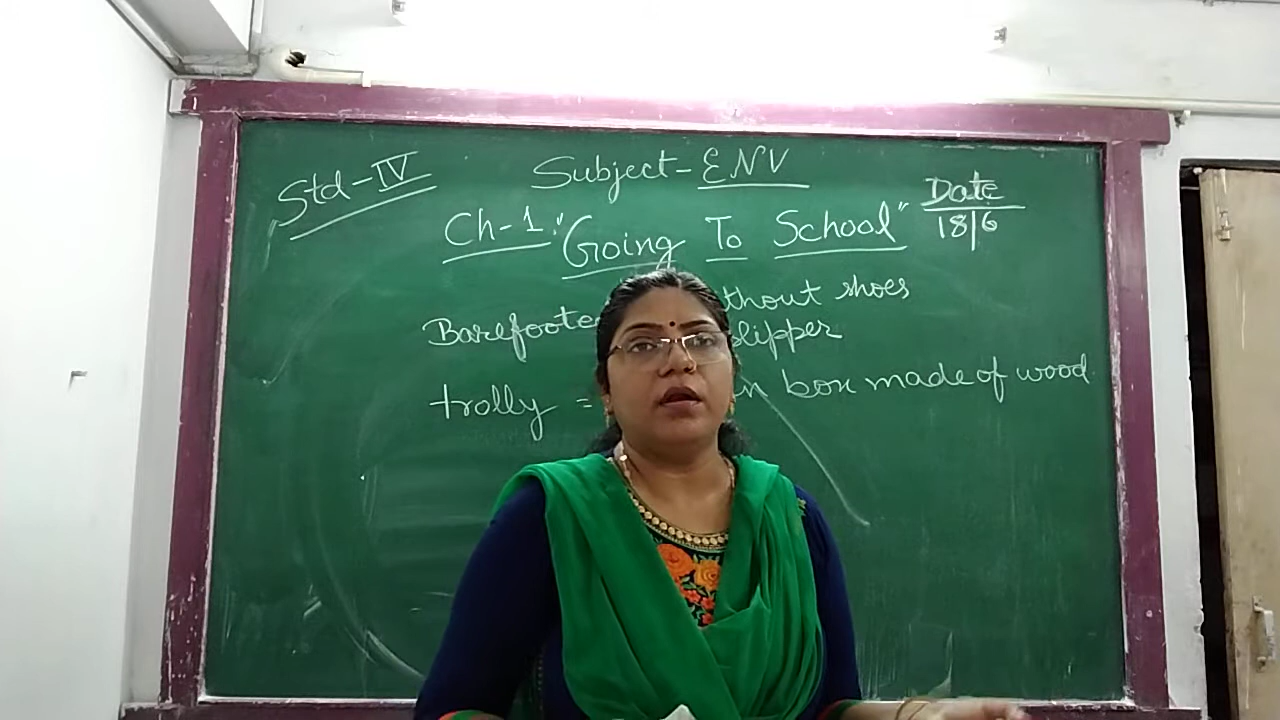 Std-IV
Subject-ENV
Date
18/6
Ch-1:"Going To School"
Barefoote thout shoes
slipper
trolly = n box made of wood.